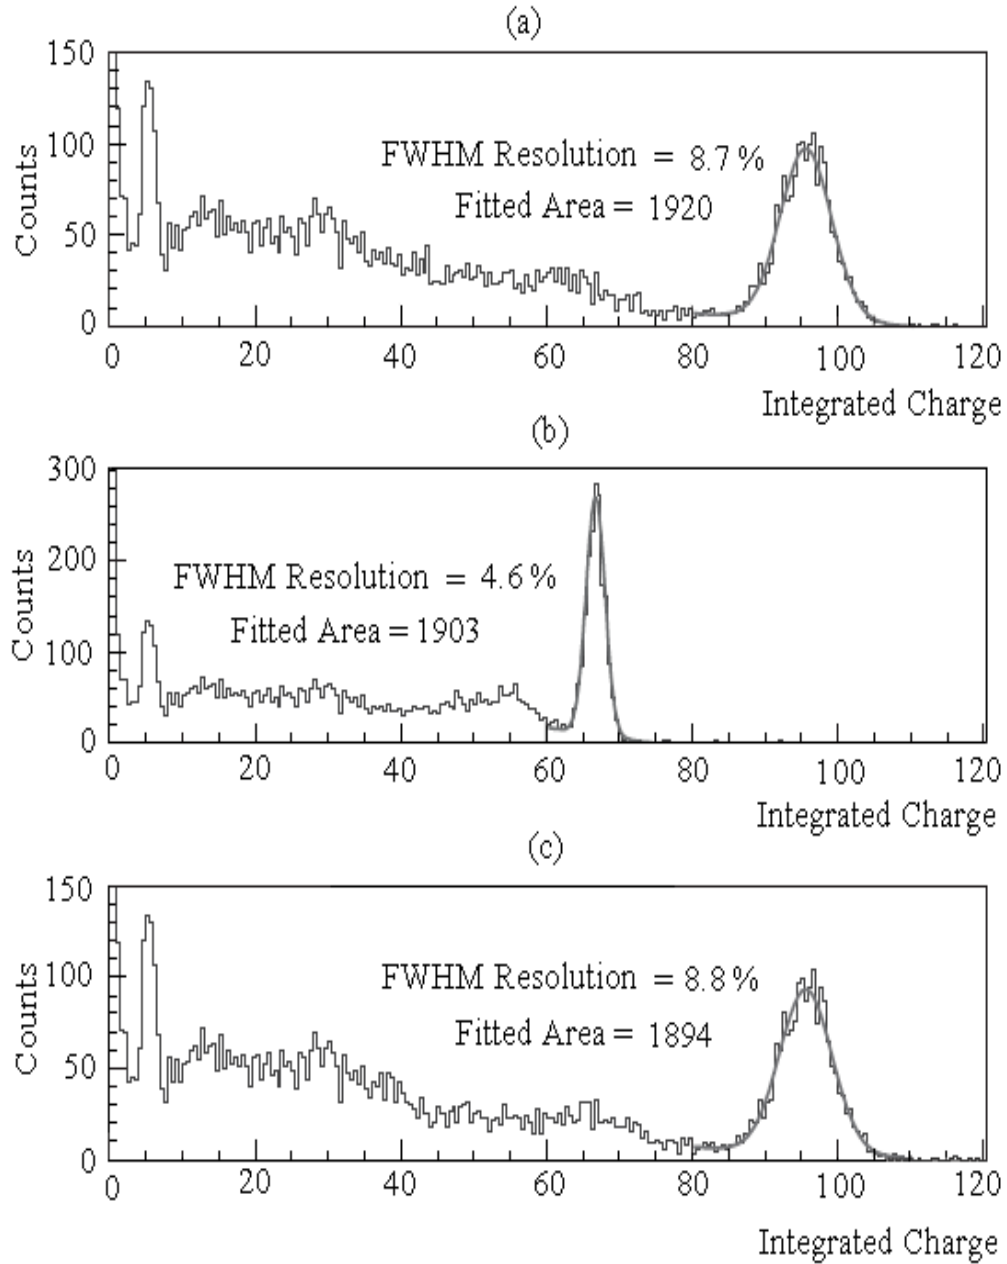 (a)
150
100
50
0
Counts
FWHM Resolution = 8.7%
Fitted Area = 1920
0 20 40 60 80 100 120
Integrated Charge
(b)
300
200
100
0
Counts
FWHM Resolution = 4.6%
Fitted Area = 1903
0 20 40 60 80 100 120
Integrated Charge
(c)
150
100
50
0
Counts
FWHM Resolution = 8.8%
Fitted Area = 1894
0 20 40 60 80 100 120
Integrated Charge